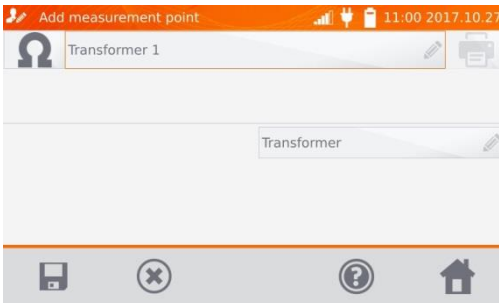 Add measurement point 11:00 2017.10.27
Transformer 1
Transformer